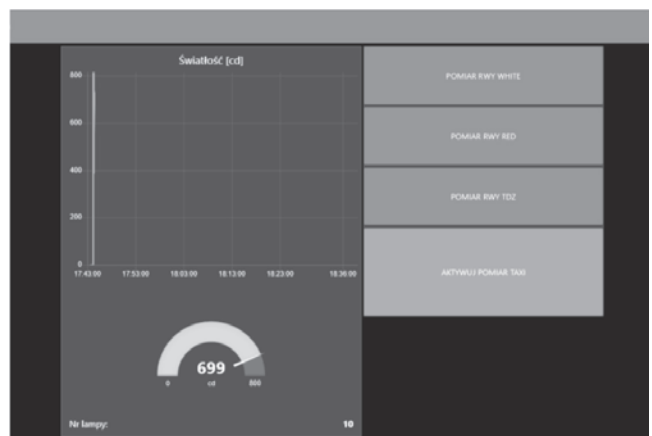 Światłość [cd]
800
600
400
200
0
17:43:00 17:53:00 18:03:00 18:13:00 18:23:00 18:36:00
699
0 cd 800
Nr lampy: 10
POMIAR RWY WHITE
POMIAR RWY RED
POMIAR RWY TDZ
AKTYWUJ POMIAR TAXI